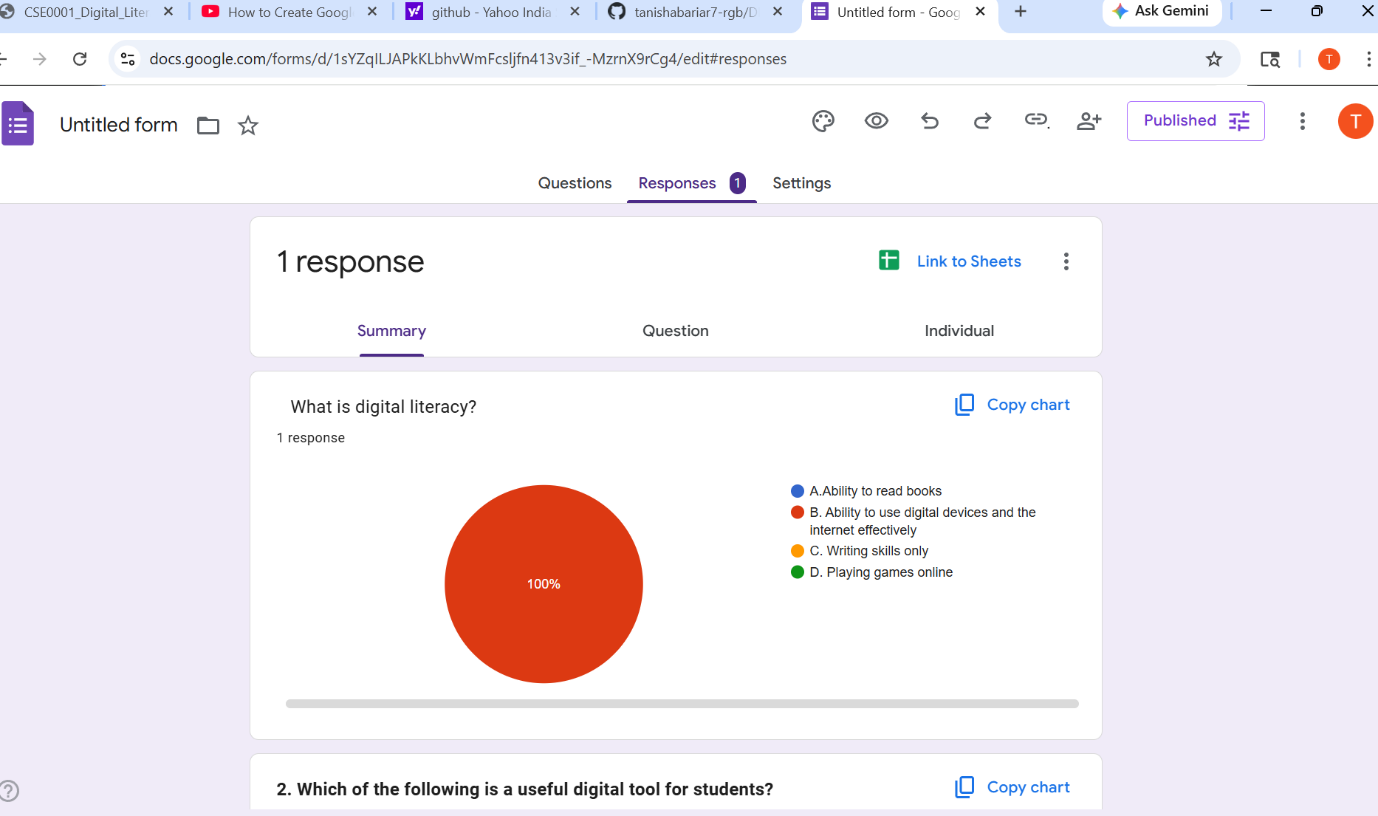 CSE0001_Digital_Liter
How to Create Googl
github - Yahoo India
tanishabariar7-rgb/D
Untitled form - Goog
Ask Gemini
docs.google.com/forms/d/1sYZqILJAPkKLbhvWmFcsljfn413v3if_-MzrnX9rCg4/edit#responses
T
Untitled form
Published
T
Questions
Responses 1
Settings
1 response
Link to Sheets
Summary
Question
Individual
What is digital literacy?
Copy chart
1 response
100%
A.Ability to read books
B. Ability to use digital devices and the
internet effectively
C. Writing skills only
D. Playing games online
2. Which of the following is a useful digital tool for students?
Copy chart